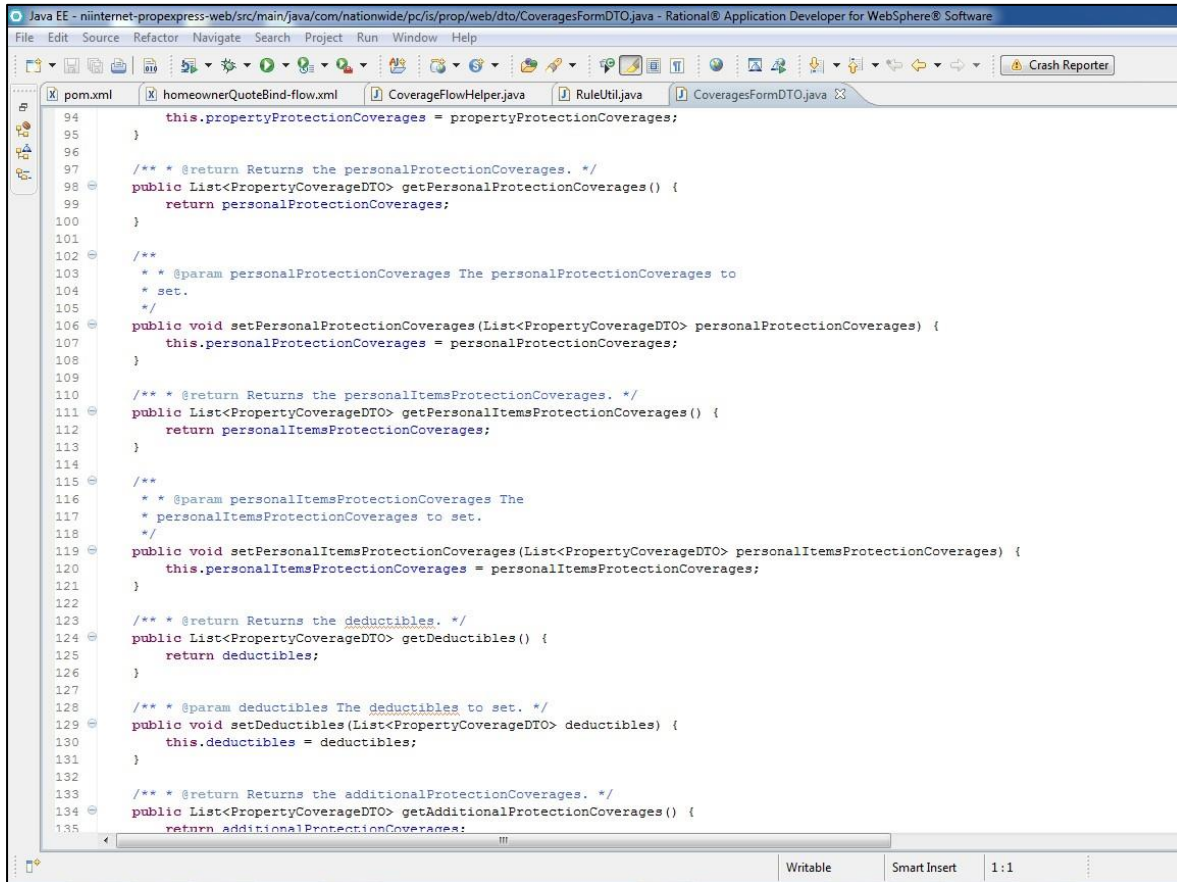 Java EE - niinternet-propexpress-web/src/main/java/com/nationwide/pc/is/prop/web/dto/CoveragesFormDTO.java - Rational® Application Developer for WebSphere® Software
File Edit Source Refactor Navigate Search Project Run Window Help
Crash Reporter
pom.xml homeownerQuoteBind-flow.xml CoverageFlowHelper.java RuleUtil.java CoveragesFormDTO.java
94 this.propertyProtectionCoverages = propertyProtectionCoverages;
95 }
96
97 /** * @return Returns the personalProtectionCoverages. */
98 public List<PropertyCoverageDTO> getPersonalProtectionCoverages() {
99 return personalProtectionCoverages;
100 }
101
102 /**
103 * * @param personalProtectionCoverages The personalProtectionCoverages to
104 * set.
105 */
106 public void setPersonalProtectionCoverages(List<PropertyCoverageDTO> personalProtectionCoverages) {
107 this.personalProtectionCoverages = personalProtectionCoverages;
108 }
109
110 /** * @return Returns the personalItemsProtectionCoverages. */
111 public List<PropertyCoverageDTO> getPersonalItemsProtectionCoverages() {
112 return personalItemsProtectionCoverages;
113 }
114
115 /**
116 * * @param personalItemsProtectionCoverages The
117 * personalItemsProtectionCoverages to set.
118 */
119 public void setPersonalItemsProtectionCoverages(List<PropertyCoverageDTO> personalItemsProtectionCoverages) {
120 this.personalItemsProtectionCoverages = personalItemsProtectionCoverages;
121 }
122
123 /** * @return Returns the deductibles. */
124 public List<PropertyCoverageDTO> getDeductibles() {
125 return deductibles;
126 }
127
128 /** * @param deductibles The deductibles to set. */
129 public void setDeductibles(List<PropertyCoverageDTO> deductibles) {
130 this.deductibles = deductibles;
131 }
132
133 /** * @return Returns the additionalProtectionCoverages. */
134 public List<PropertyCoverageDTO> getAdditionalProtectionCoverages() {
135 return additionalProtectionCoverages;
Writable Smart Insert 1:1